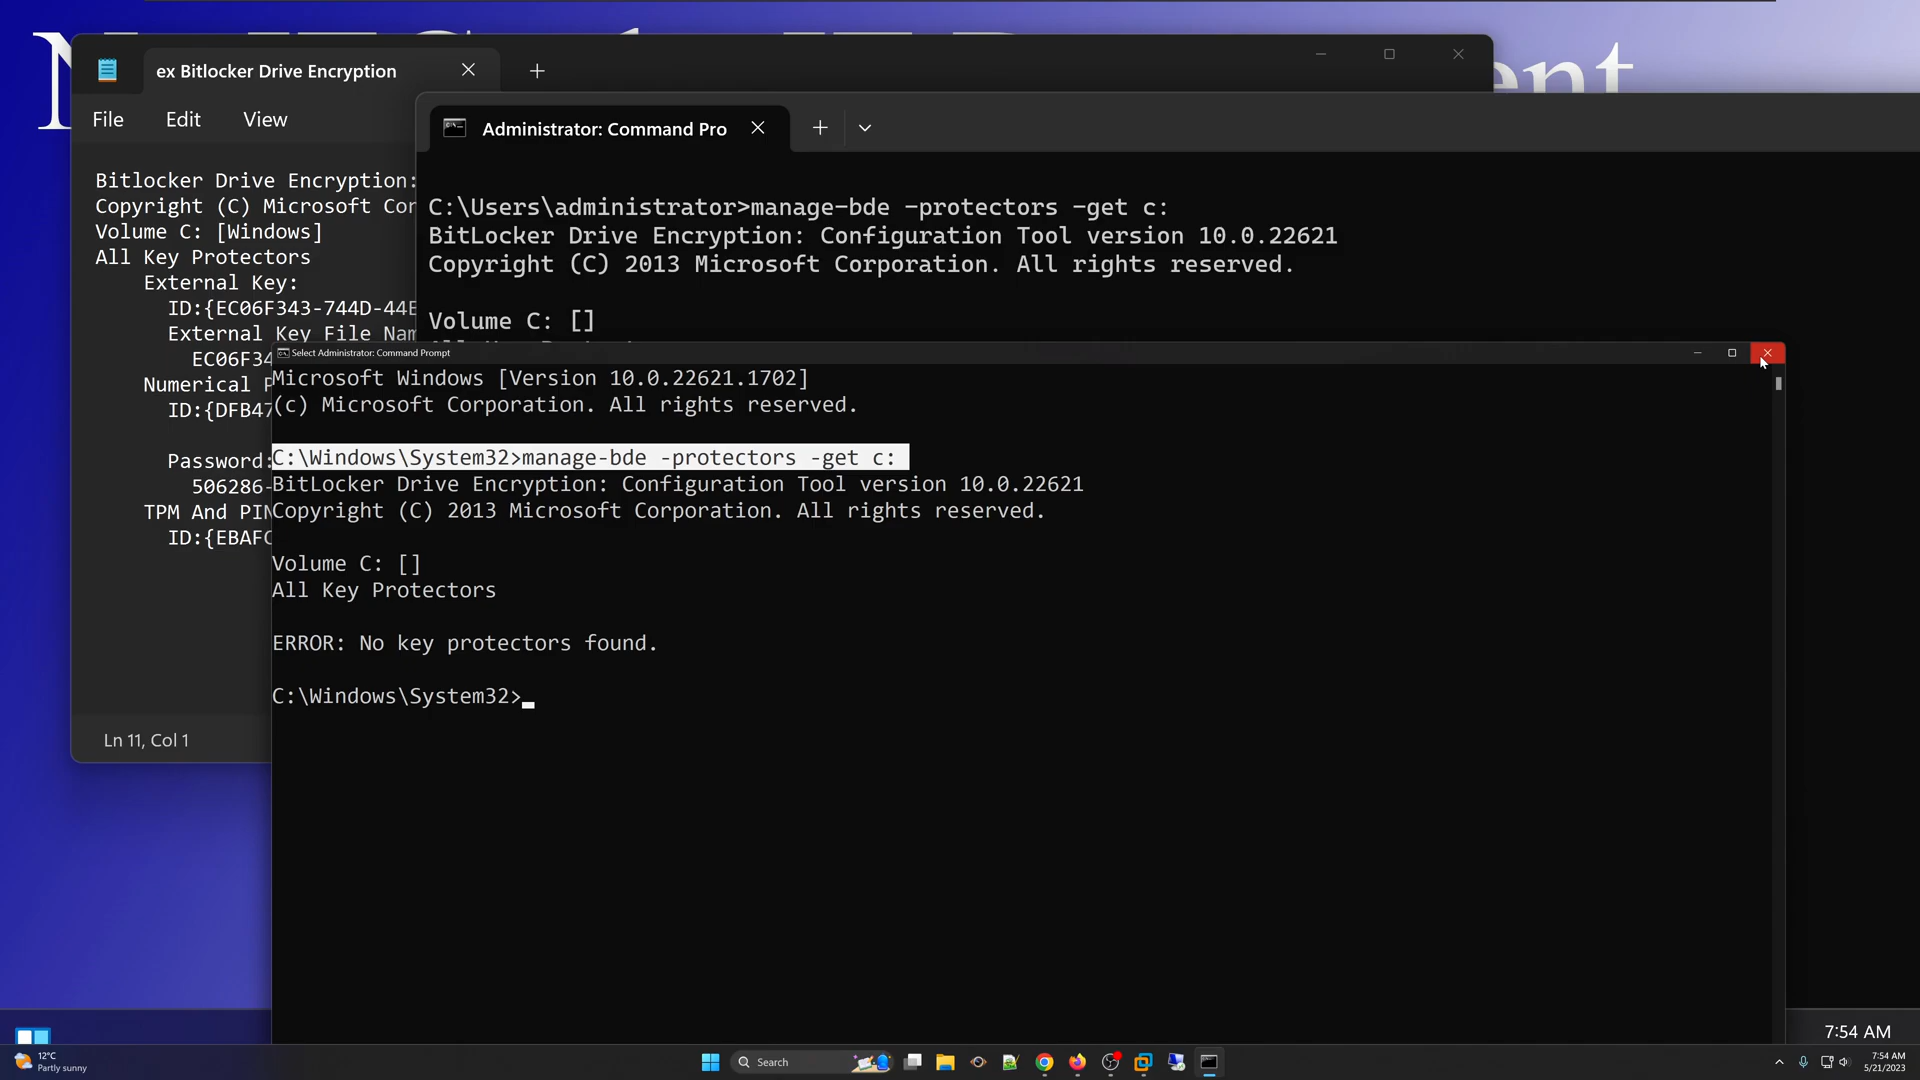 ent
ex Bitlocker Drive Encryption
File Edit View
Bitlocker Drive Encryption:
Copyright (C) Microsoft Cor
Volume C: [Windows]
All Key Protectors
External Key:
ID:{EC06F343-744D-44E
External Key File Nam
EC06F34
Numerical P
ID:{DFB47
Password:
506286-
TPM And PIN
ID:{EBAFC
Ln 11, Col 1
Administrator: Command Pro
C:\Users\administrator>manage-bde -protectors -get c:
BitLocker Drive Encryption: Configuration Tool version 10.0.22621
Copyright (C) 2013 Microsoft Corporation. All rights reserved.
Volume C: []
Select Administrator: Command Prompt
Microsoft Windows [Version 10.0.22621.1702]
(c) Microsoft Corporation. All rights reserved.
C:\Windows\System32>manage-bde -protectors -get c:
BitLocker Drive Encryption: Configuration Tool version 10.0.22621
Copyright (C) 2013 Microsoft Corporation. All rights reserved.
Volume C: []
All Key Protectors
ERROR: No key protectors found.
C:\Windows\System32>
7:54 AM
12°C
Partly sunny
Search
7:54 AM
5/21/2023